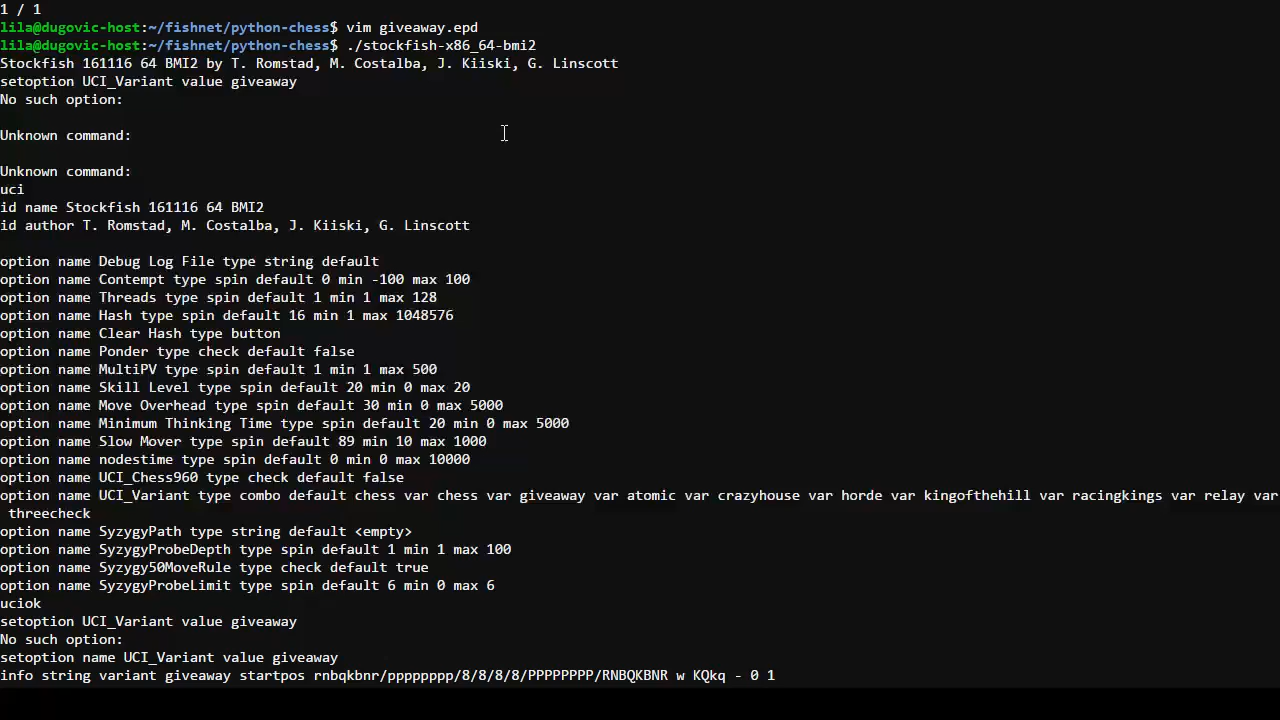 1 / 1
lila@dugovic-host:~/fishnet/python-chess$ vim giveaway.epd
lila@dugovic-host:~/fishnet/python-chess$ ./stockfish-x86_64-bmi2
Stockfish 161116 64 BMI2 by T. Romstad, M. Costalba, J. Kiiski, G. Linscott
setoption UCI_Variant value giveaway
No such option:
Unknown command:
Unknown command:
uci
id name Stockfish 161116 64 BMI2
id author T. Romstad, M. Costalba, J. Kiiski, G. Linscott
option name Debug Log File type string default
option name Contempt type spin default 0 min -100 max 100
option name Threads type spin default 1 min 1 max 128
option name Hash type spin default 16 min 1 max 1048576
option name Clear Hash type button
option name Ponder type check default false
option name MultiPV type spin default 1 min 1 max 500
option name Skill Level type spin default 20 min 0 max 20
option name Move Overhead type spin default 30 min 0 max 5000
option name Minimum Thinking Time type spin default 20 min 0 max 5000
option name Slow Mover type spin default 89 min 10 max 1000
option name nodestime type spin default 0 min 0 max 10000
option name UCI_Chess960 type check default false
option name UCI_Variant type combo default chess var chess var giveaway var atomic var crazyhouse var horde var kingofthehill var racingkings var relay var
threecheck
option name SyzygyPath type string default <empty>
option name SyzygyProbeDepth type spin default 1 min 1 max 100
option name Syzygy50MoveRule type check default true
option name SyzygyProbeLimit type spin default 6 min 0 max 6
uciok
setoption UCI_Variant value giveaway
No such option:
setoption name UCI_Variant value giveaway
info string variant giveaway startpos rnbqkbnr/pppppppp/8/8/8/8/PPPPPPPP/RNBQKBNR w KQkq - 0 1